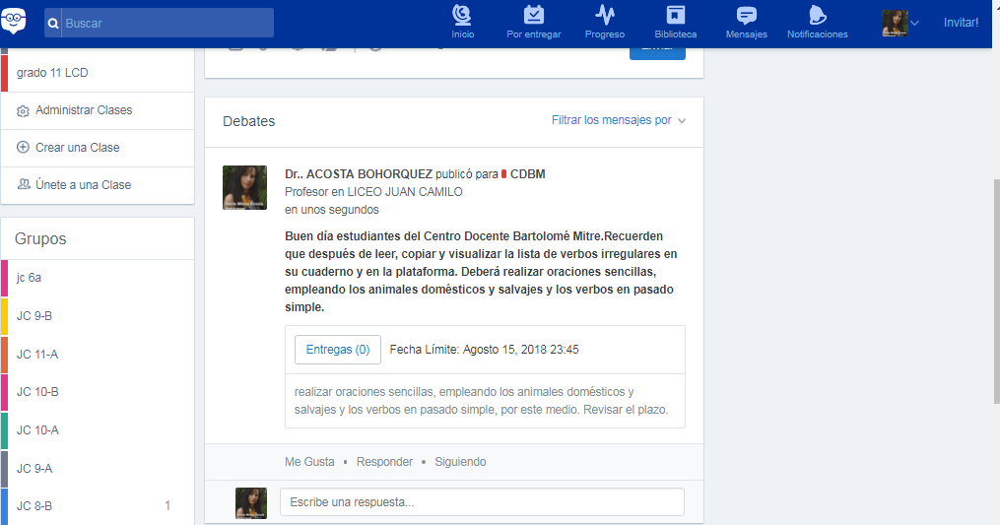 Buscar
Inicio
Por entregar
Progreso
Biblioteca
Mensajes
Notificaciones
Invitar!
grado 11 LCD
Administrar Clases
Crear una Clase
Únete a una Clase
Grupos
jc 6a
JC 9-B
JC 11-A
JC 10-B
JC 10-A
JC 9-A
JC 8-B 1
Debates
Filtrar los mensajes por
Dr.. ACOSTA BOHORQUEZ publicó para CDBM
Profesor en LICEO JUAN CAMILO
en unos segundos
Buen día estudiantes del Centro Docente Bartolomé Mitre.Recuerden
que después de leer, copiar y visualizar la lista de verbos irregulares en
su cuaderno y en la plataforma. Deberá realizar oraciones sencillas,
empleando los animales domésticos y salvajes y los verbos en pasado
simple.
Entregas (0) Fecha Límite: Agosto 15, 2018 23:45
realizar oraciones sencillas, empleando los animales domésticos y
salvajes y los verbos en pasado simple, por este medio. Revisar el plazo.
Me Gusta • Responder • Siguiendo
Escribe una respuesta...